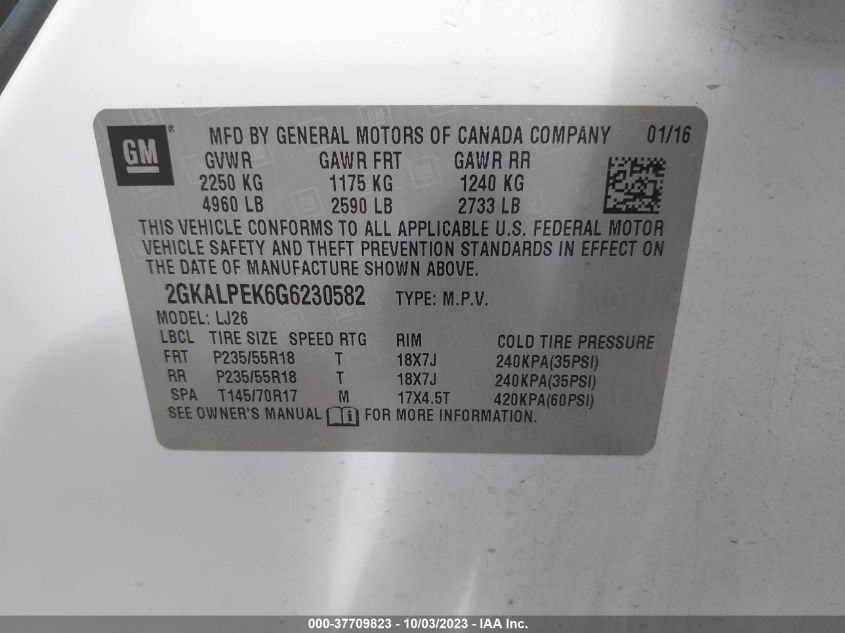 GM ® MFD BY GENERAL MOTORS OF CANADA COMPANY 01/16
GVWR GAWR FRT GAWR RR
2250 KG 1175 KG 1240 KG
4960 LB 2590 LB 2733 LB
THIS VEHICLE CONFORMS TO ALL APPLICABLE U.S. FEDERAL MOTOR
VEHICLE SAFETY AND THEFT PREVENTION STANDARDS IN EFFECT ON
THE DATE OF MANUFACTURE SHOWN ABOVE.
2GKALPEK6G6230582 TYPE: M.P.V.
MODEL: LJ26
LBCL TIRE SIZE SPEED RTG RIM COLD TIRE PRESSURE
FRT P235/55R18 T 18X7J 240KPA(35PSI)
RR P235/55R18 T 18X7J 240KPA(35PSI)
SPA T145/70R17 M 17X4.5T 420KPA(60PSI)
SEE OWNER'S MANUAL FOR MORE INFORMATION.
000-37709823 - 10/03/2023 - IAA Inc.